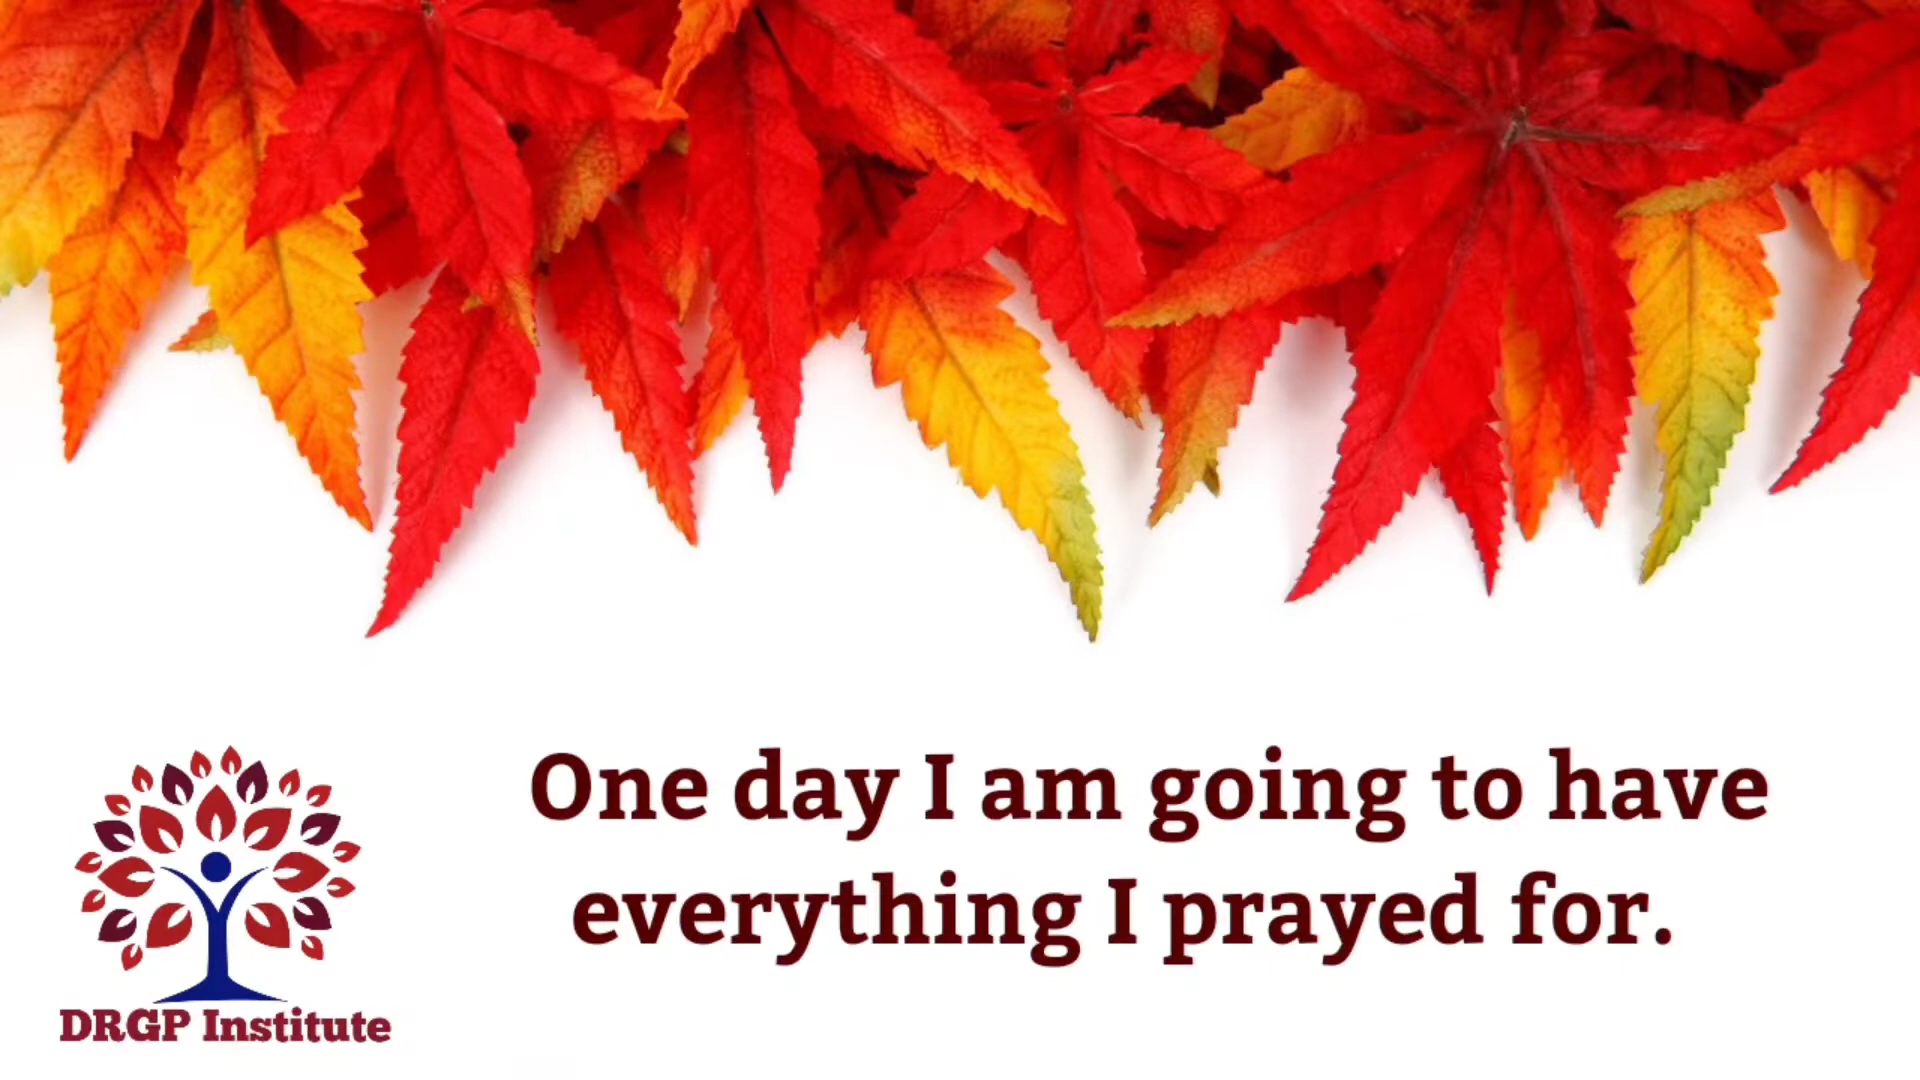 One day I am going to have
everything I prayed for.
DRGP Institute